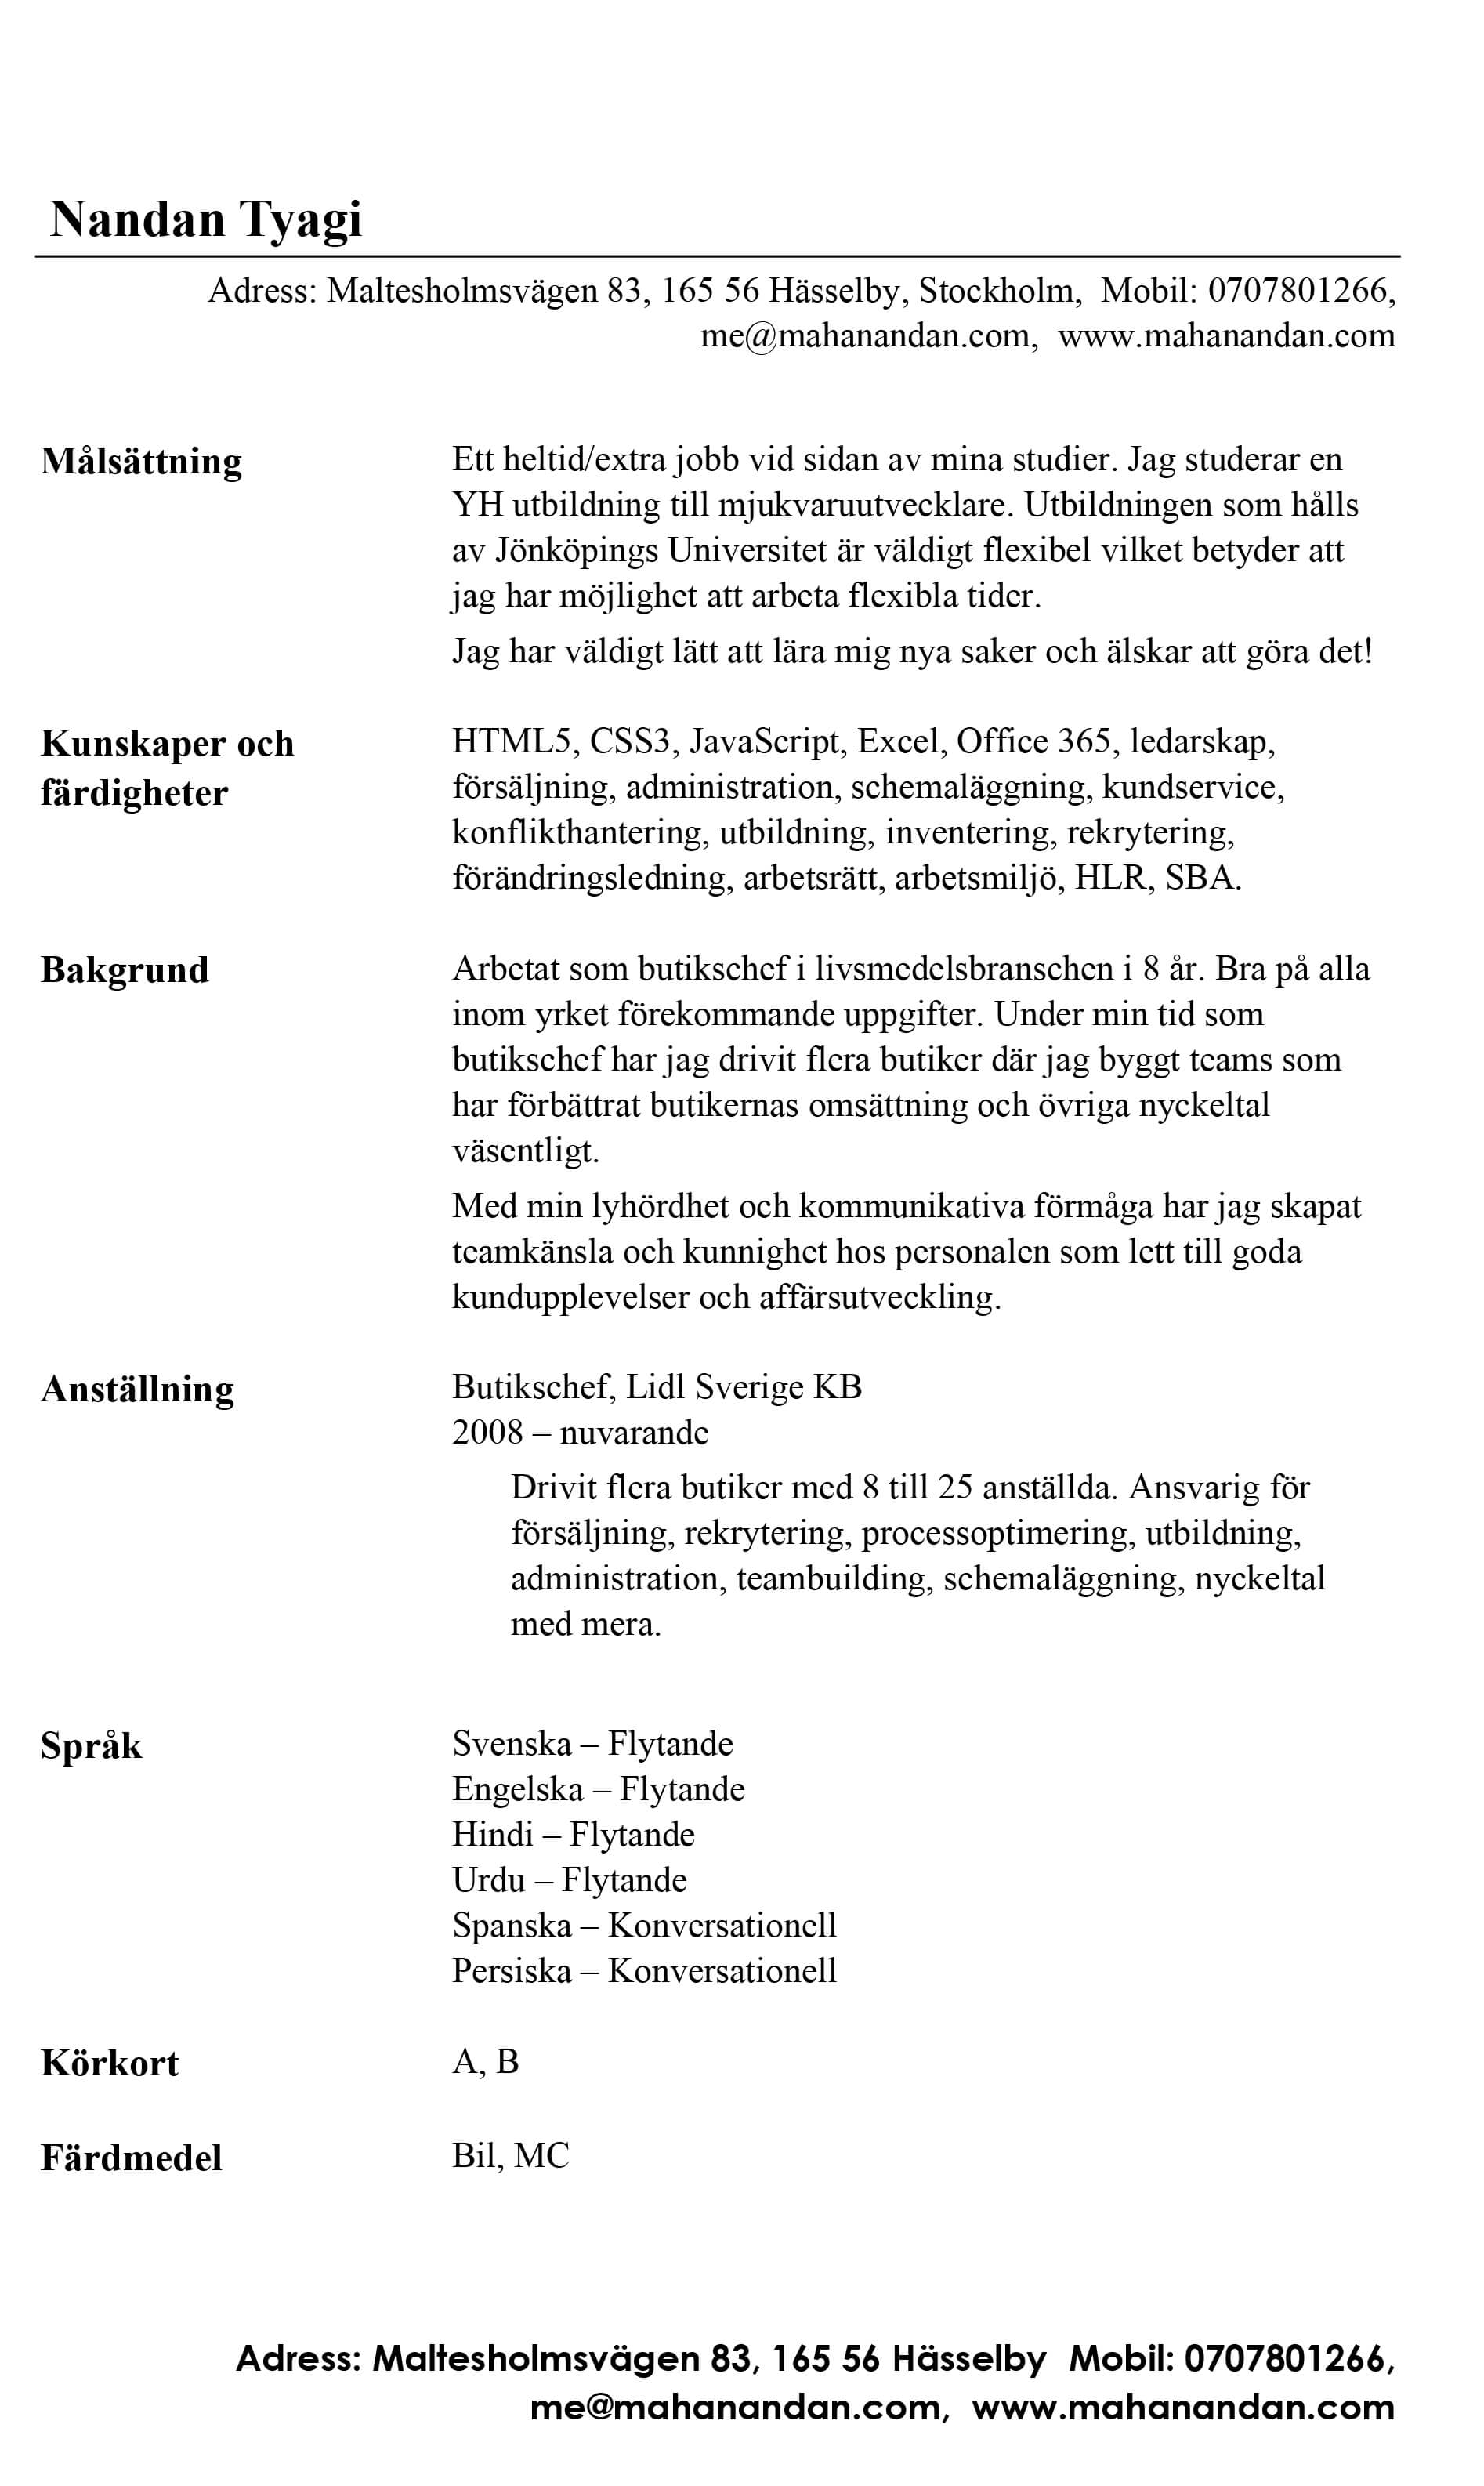 Nandan Tyagi
Adress: Maltesholmsvägen 83, 165 56 Hässelby, Stockholm, Mobil: 0707801266,
me@mahanandan.com, www.mahanandan.com
Målsättning
Ett heltid/extra jobb vid sidan av mina studier. Jag studerar en
YH utbildning till mjukvaruutvecklare. Utbildningen som hålls
av Jönköpings Universitet är väldigt flexibel vilket betyder att
jag har möjlighet att arbeta flexibla tider.
Jag har väldigt lätt att lära mig nya saker och älskar att göra det!
Kunskaper och
färdigheter
HTML5, CSS3, JavaScript, Excel, Office 365, ledarskap,
försäljning, administration, schemaläggning, kundservice,
konflikthantering, utbildning, inventering, rekrytering,
förändringsledning, arbetsrätt, arbetsmiljö, HLR, SBA.
Bakgrund
Arbetat som butikschef i livsmedelsbranschen i 8 år. Bra på alla
inom yrket förekommande uppgifter. Under min tid som
butikschef har jag drivit flera butiker där jag byggt teams som
har förbättrat butikernas omsättning och övriga nyckeltal
väsentligt.
Med min lyhördhet och kommunikativa förmåga har jag skapat
teamkänsla och kunnighet hos personalen som lett till goda
kundupplevelser och affärsutveckling.
Anställning
Butikschef, Lidl Sverige KB
2008 – nuvarande
Drivit flera butiker med 8 till 25 anställda. Ansvarig för
försäljning, rekrytering, processoptimering, utbildning,
administration, teambuilding, schemaläggning, nyckeltal
med mera.
Språk
Svenska – Flytande
Engelska – Flytande
Hindi – Flytande
Urdu – Flytande
Spanska – Konversationell
Persiska – Konversationell
Körkort
A, B
Färdmedel
Bil, MC
Adress: Maltesholmsvägen 83, 165 56 Hässelby Mobil: 0707801266,
me@mahanandan.com, www.mahanandan.com